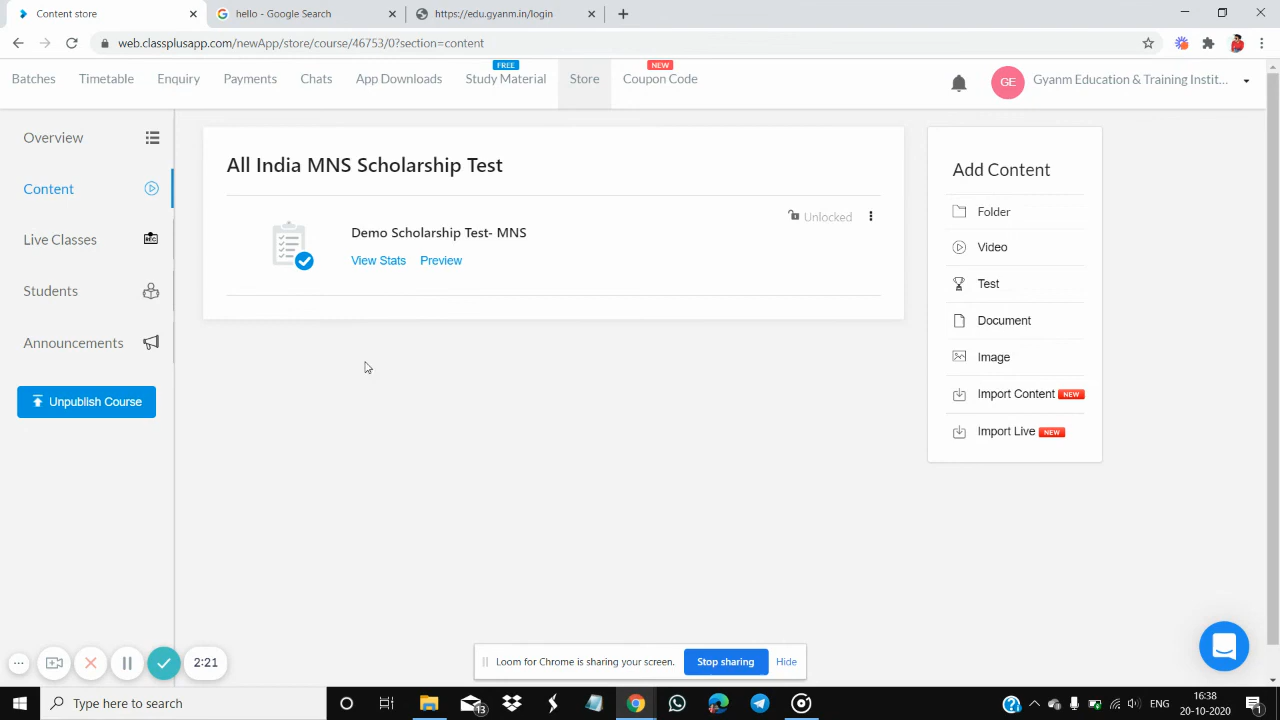 Content store
hello - Google Search
https://edu.gyanm.in/login
web.classplusapp.com/newApp/store/course/46753/0?section=content
FREE
NEW
Batches
Timetable
Enquiry
Payments
Chats
App Downloads
Study Material
Store
Coupon Code
GE
Gyanm Education & Training Instit...
Overview
Content
Live Classes
Students
Announcements
Unpublish Course
All India MNS Scholarship Test
Unlocked
Demo Scholarship Test- MNS
View Stats
Preview
Add Content
Folder
Video
Test
Document
Image
Import Content NEW
Import Live NEW
2:21
Loom for Chrome is sharing your screen.
Stop sharing
Hide
Type here to search
13
ENG
16:38
20-10-2020
1